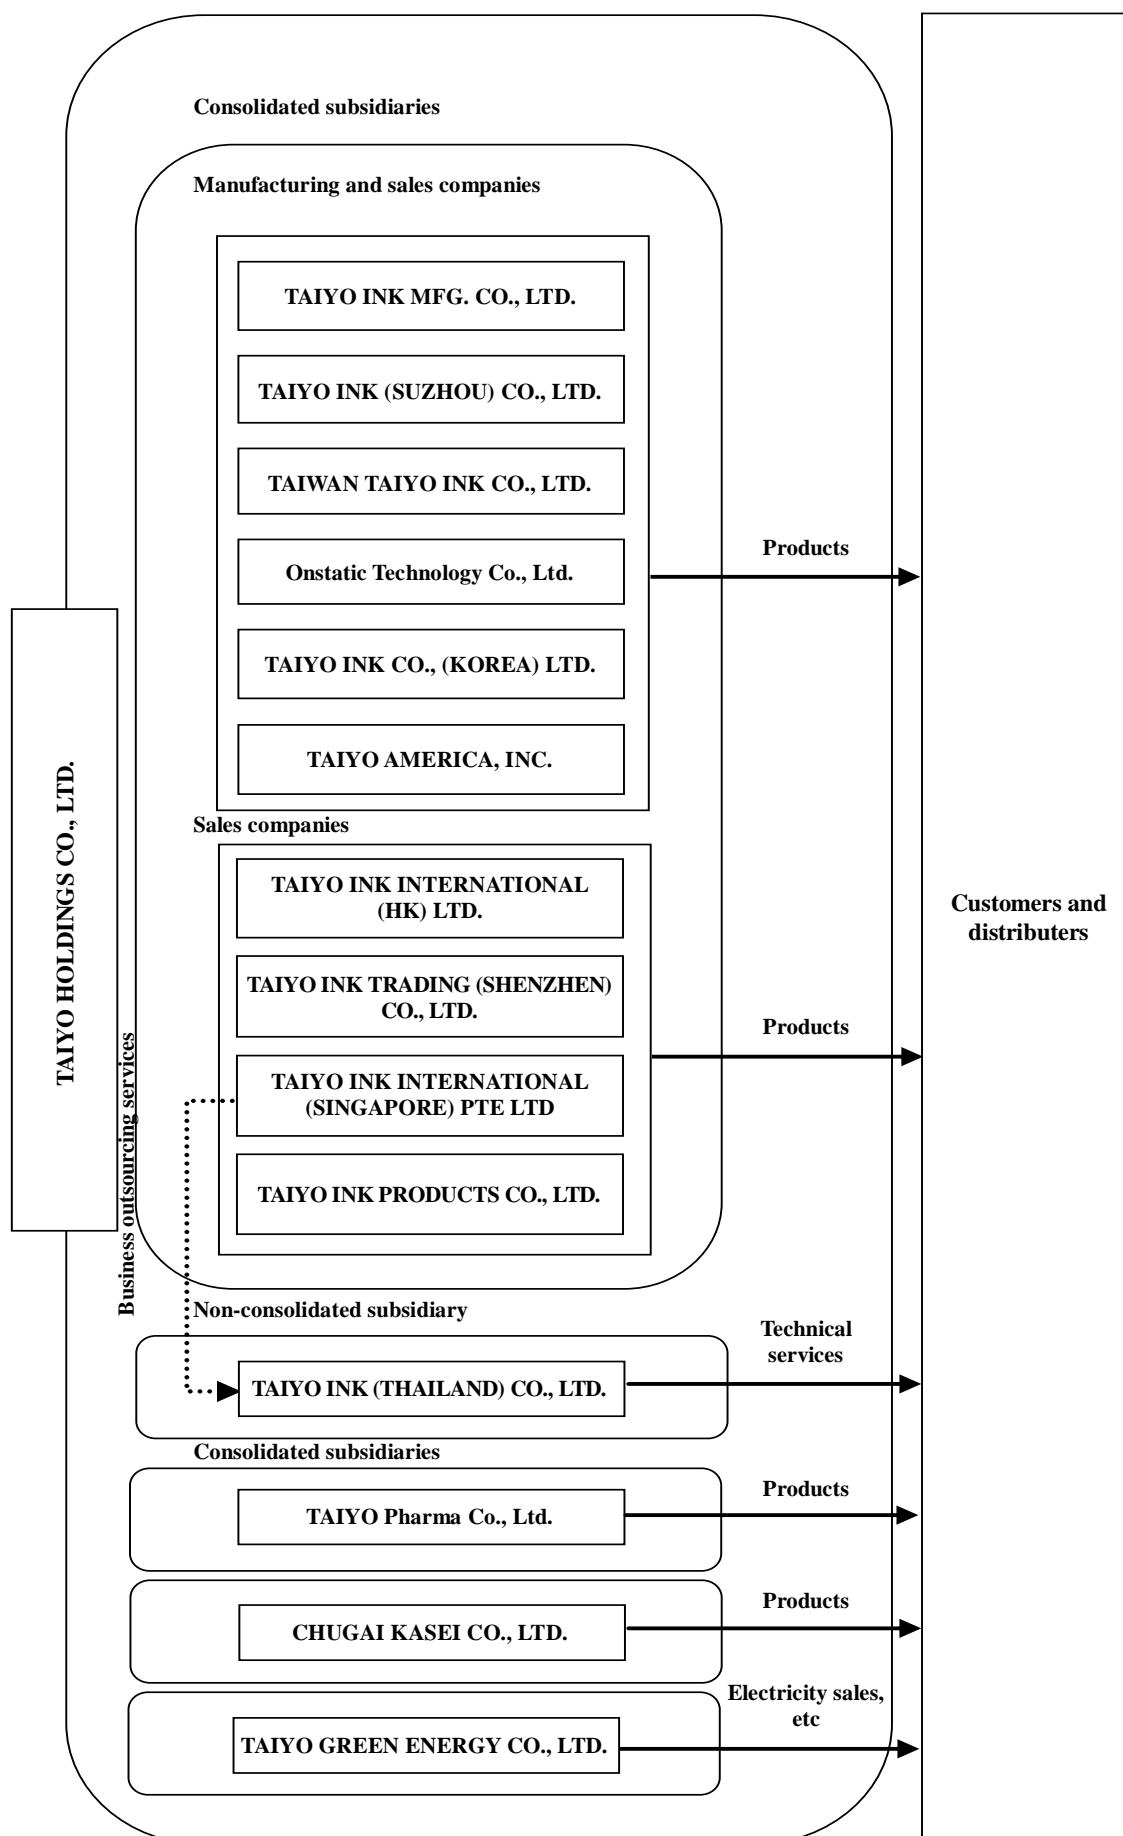 Consolidated subsidiaries
Manufacturing and sales companies
TAIYO INK MFG. CO., LTD.
TAIYO INK (SUZHOU) CO., LTD.
TAIWAN TAIYO INK CO., LTD.
Products
Onstatic Technology Co., Ltd.
TAIYO INK CO., (KOREA) LTD.
TAIYO AMERICA, INC.
TAIYO HOLDINGS CO., LTD.
Sales companies
TAIYO INK INTERNATIONAL
(HK) LTD.
Customers and
distributers
TAIYO INK TRADING (SHENZHEN)
CO., LTD.
Products
TAIYO INK INTERNATIONAL
(SINGAPORE) PTE LTD
Business outsourcing services
TAIYO INK PRODUCTS CO., LTD.
Non-consolidated subsidiary
Technical
services
TAIYO INK (THAILAND) CO., LTD.
Consolidated subsidiaries
Products
TAIYO Pharma Co., Ltd.
Products
CHUGAI KASEI CO., LTD.
Electricity sales,
etc
TAIYO GREEN ENERGY CO., LTD.